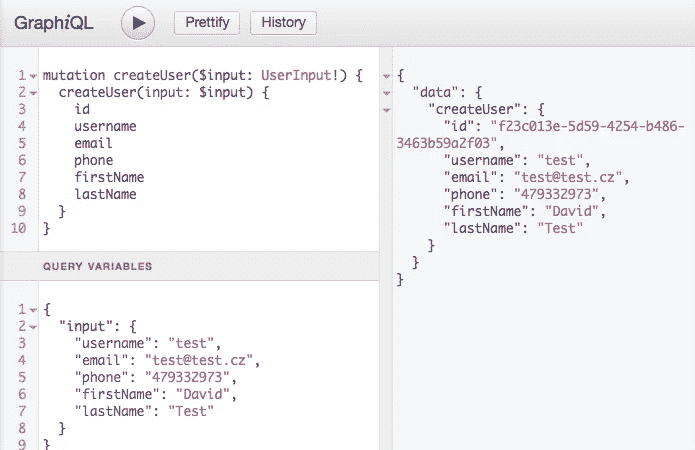 GraphiQL
Prettify
History
1 mutation createUser($input: UserInput!) {
2 createUser(input: $input) {
3 id
4 username
5 email
6 phone
7 firstName
8 lastName
9 }
10 }
QUERY VARIABLES
1 {
2 "input": {
3 "username": "test",
4 "email": "test@test.cz",
5 "phone": "479332973",
6 "firstName": "David",
7 "lastName": "Test"
8 }
9 }
{
"data": {
"createUser": {
"id": "f23c013e-5d59-4254-b486-
3463b59a2f03",
"username": "test",
"email": "test@test.cz",
"phone": "479332973",
"firstName": "David",
"lastName": "Test"
}
}
}